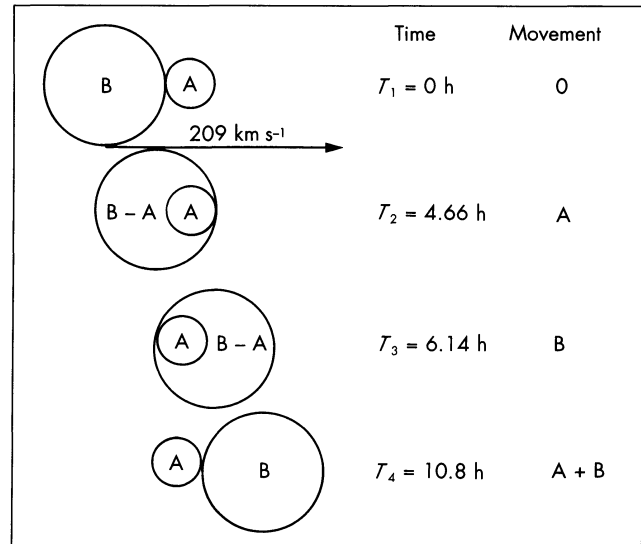 Time Movement
B A T₁ = 0 h 0
209 km s⁻¹
B – A A T₂ = 4.66 h A
A B – A T₃ = 6.14 h B
A B T₄ = 10.8 h A + B